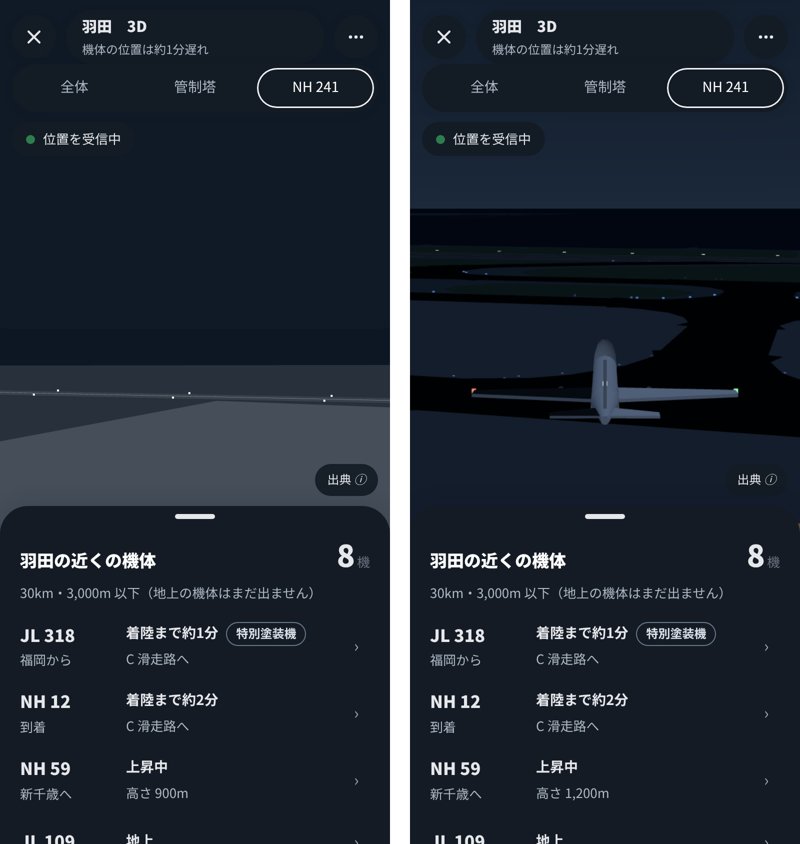 羽田 3D
機体の位置は約1分遅れ
全体
管制塔
NH 241
位置を受信中
出典 ⓘ
羽田の近くの機体
8機
30km・3,000m 以下（地上の機体はまだ出ません）
JL 318
着陸まで約1分
特別塗装機
福岡から
C 滑走路へ
NH 12
着陸まで約2分
到着
C 滑走路へ
NH 59
上昇中
新千歳へ
高さ 900m
JL 109
地上
羽田 3D
機体の位置は約1分遅れ
全体
管制塔
NH 241
位置を受信中
出典 ⓘ
羽田の近くの機体
8機
30km・3,000m 以下（地上の機体はまだ出ません）
JL 318
着陸まで約1分
特別塗装機
福岡から
C 滑走路へ
NH 12
着陸まで約2分
到着
C 滑走路へ
NH 59
上昇中
新千歳へ
高さ 1,200m
JL 109
地上